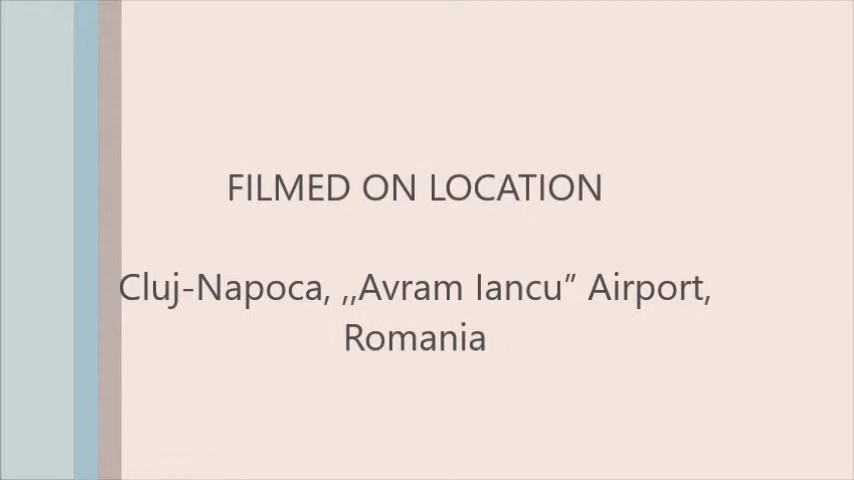 FILMED ON LOCATION
Cluj-Napoca, ,,Avram Iancu” Airport,
Romania